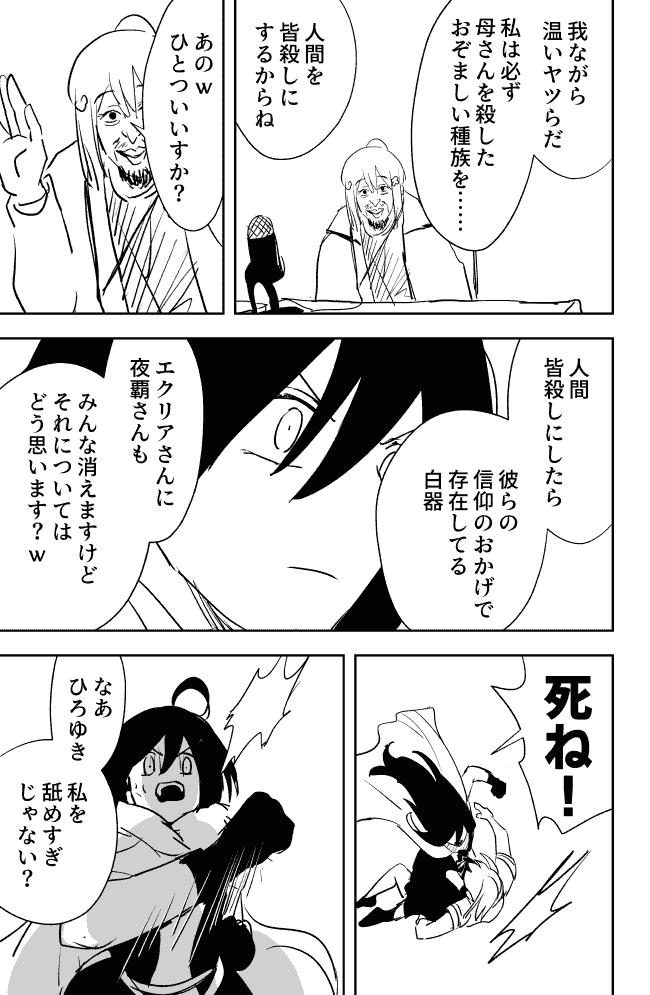 我ながら
温いヤツらだ
私は必ず
母さんを殺した
おぞましい種族を……
人間を
皆殺しに
するからね
あのw
ひとついいすか？
人間
皆殺しにしたら
彼らの
信仰のおかげで
存在してる
白器
エクリアさんに
夜覇さんも
みんな消えますけど
それについては
どう思います？w
死ね！
なあ
ひろゆき
私を
舐めすぎ
じゃない？